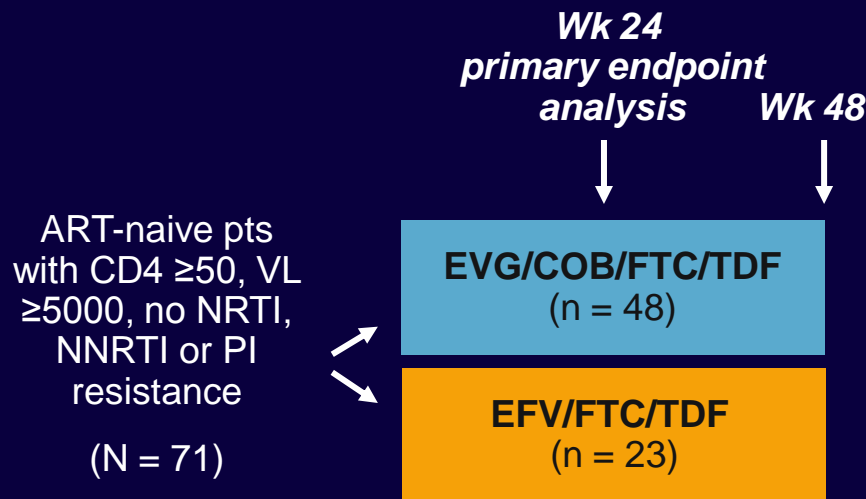 Wk 24
primary endpoint
analysis
Wk 48
ART-naive pts
with CD4 ≥50, VL
≥5000, no NRTI,
NNRTI or PI
resistance
(N = 71)
EVG/COB/FTC/TDF
(n = 48)
EFV/FTC/TDF
(n = 23)